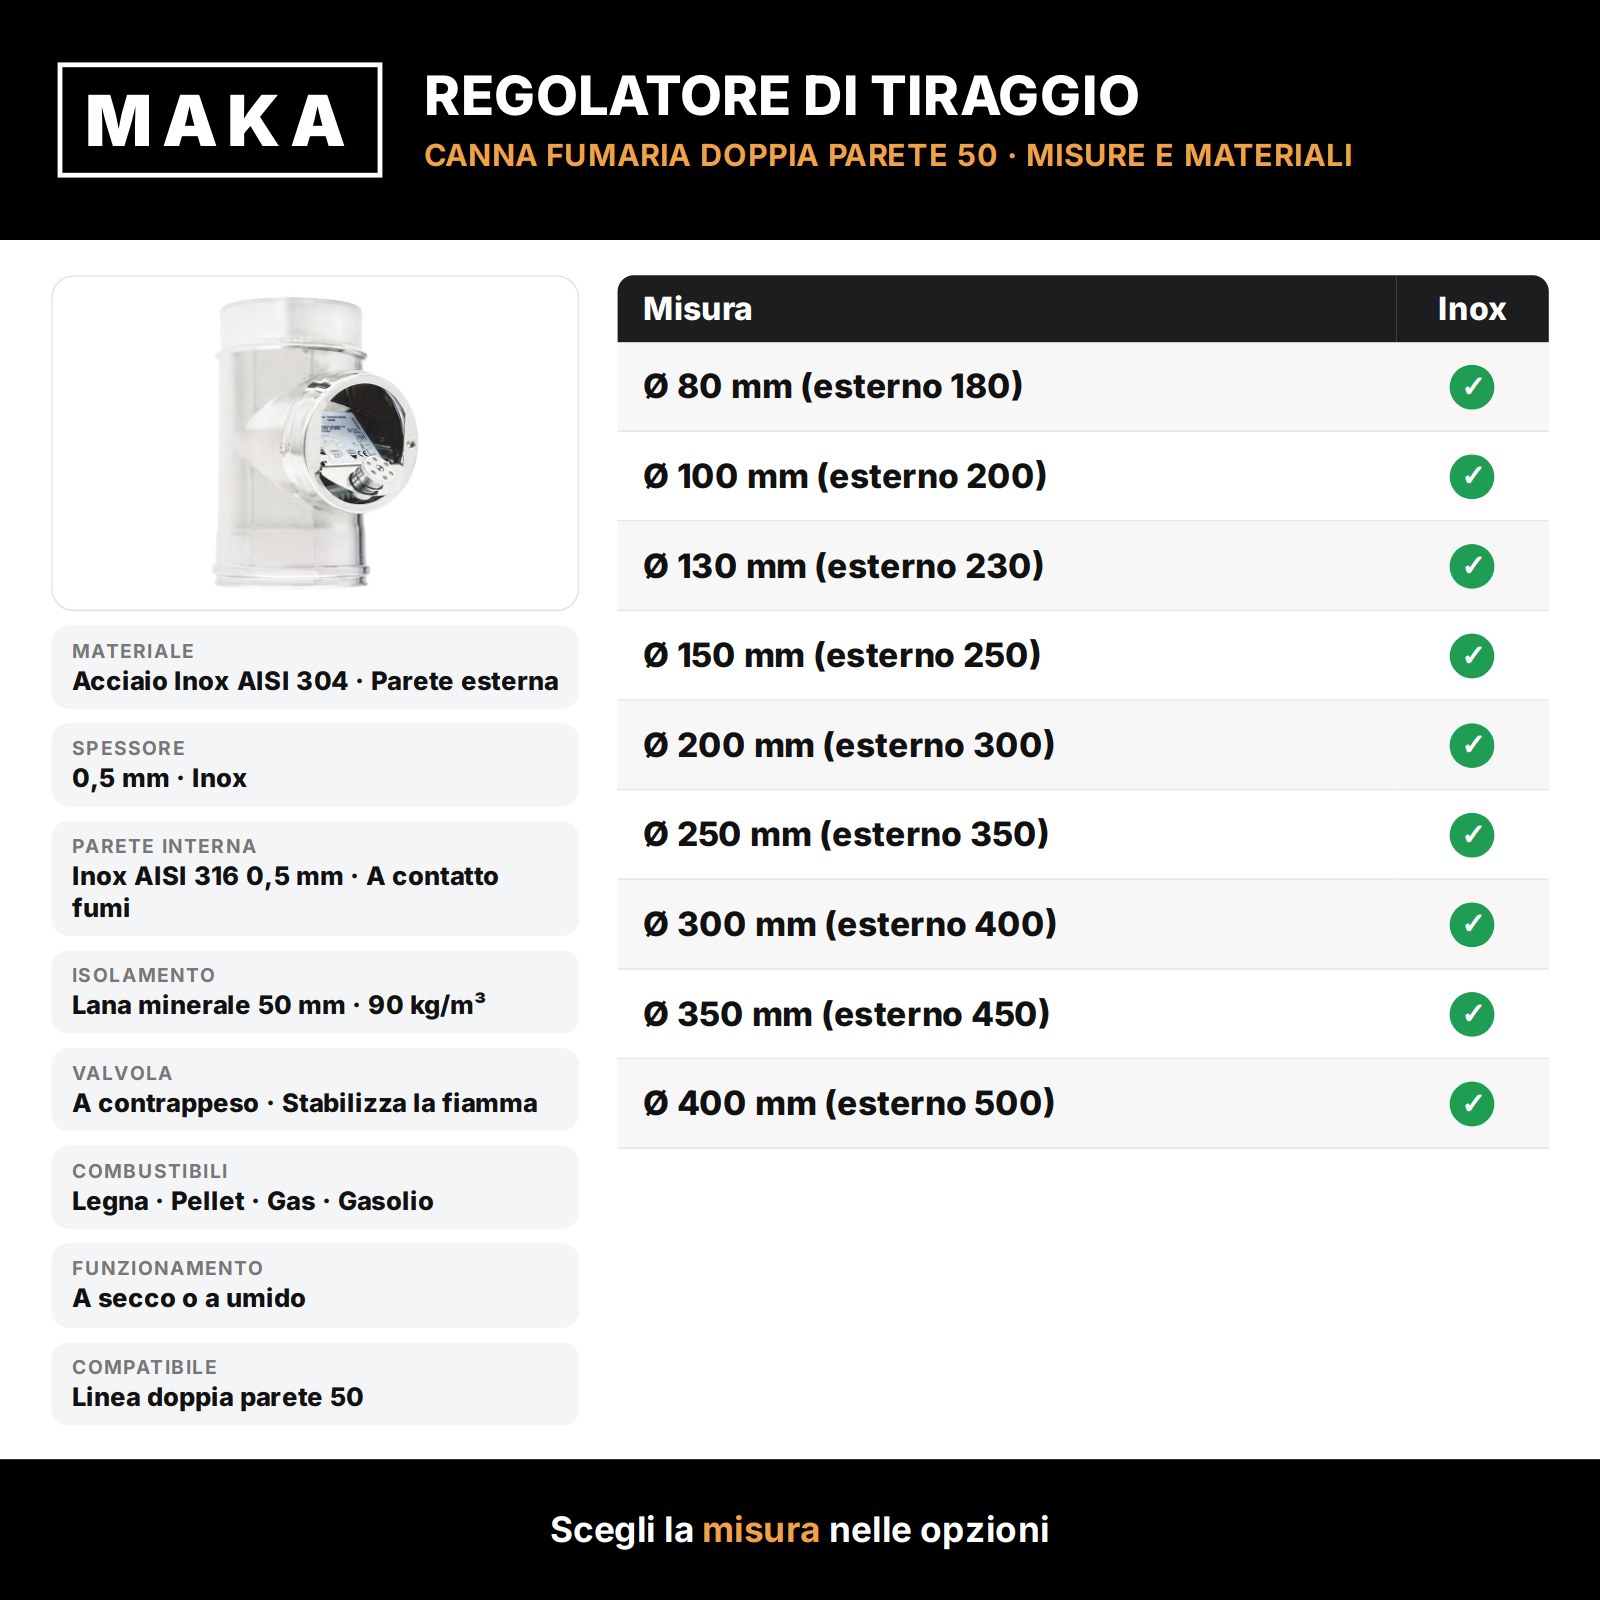 MAKA
REGOLATORE DI TIRAGGIO
CANNA FUMARIA DOPPIA PARETE 50 · MISURE E MATERIALI
MATERIALE
Acciaio Inox AISI 304 · Parete esterna
SPESSORE
0,5 mm · Inox
PARETE INTERNA
Inox AISI 316 0,5 mm · A contatto
fumi
ISOLAMENTO
Lana minerale 50 mm · 90 kg/m³
VALVOLA
A contrappeso · Stabilizza la fiamma
COMBUSTIBILI
Legna · Pellet · Gas · Gasolio
FUNZIONAMENTO
A secco o a umido
COMPATIBILE
Linea doppia parete 50
Misura Inox
Ø 80 mm (esterno 180) ✓
Ø 100 mm (esterno 200) ✓
Ø 130 mm (esterno 230) ✓
Ø 150 mm (esterno 250) ✓
Ø 200 mm (esterno 300) ✓
Ø 250 mm (esterno 350) ✓
Ø 300 mm (esterno 400) ✓
Ø 350 mm (esterno 450) ✓
Ø 400 mm (esterno 500) ✓
Scegli la misura nelle opzioni